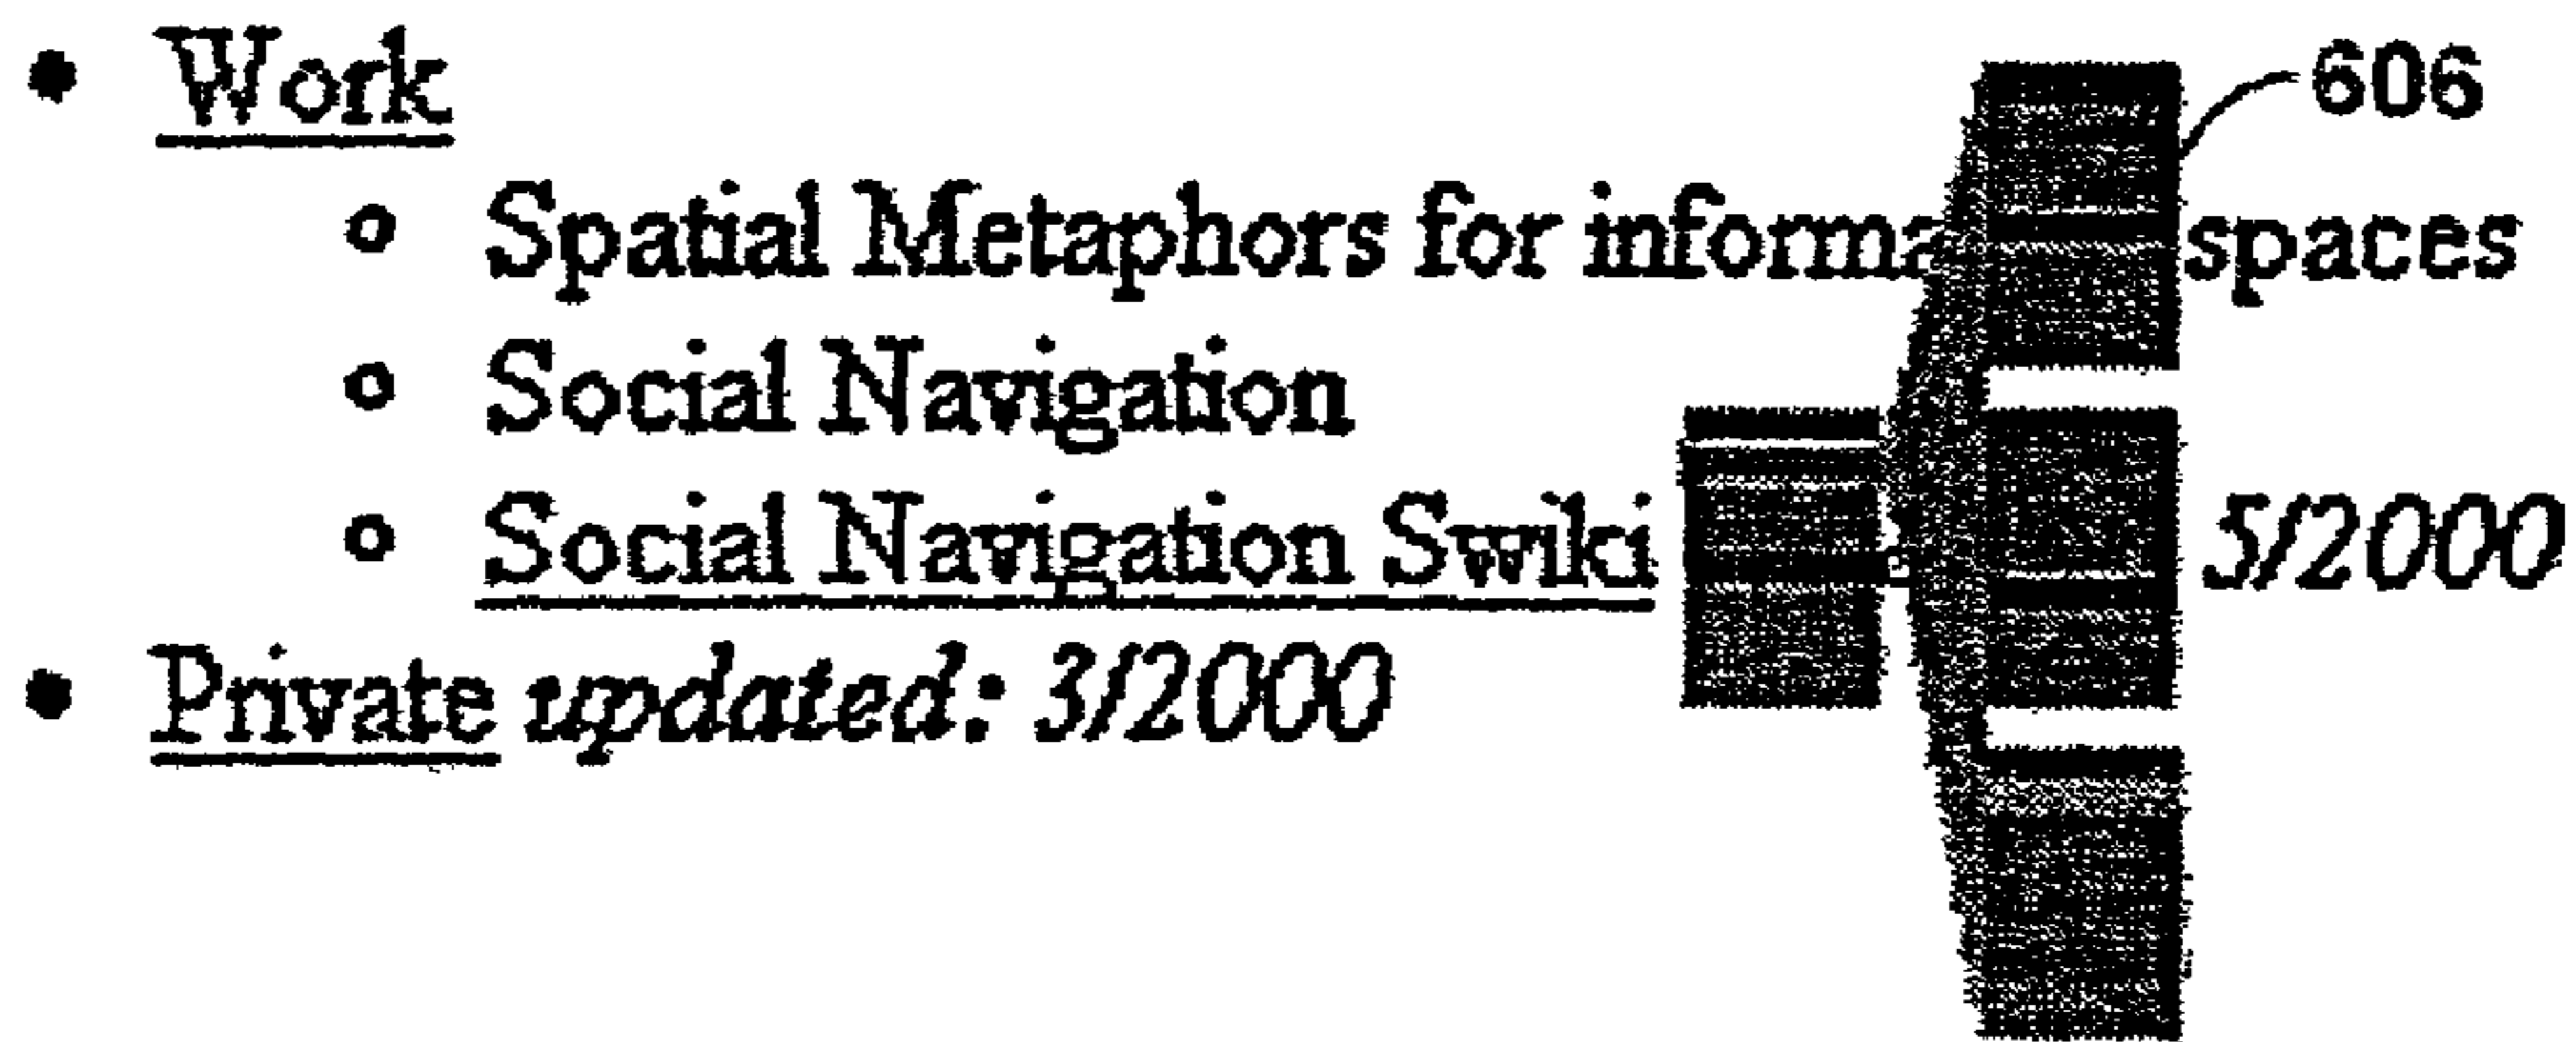 • Work
606
o Spatial Metaphors for informa spaces
o Social Navigation
o Social Navigation Swiki 5/2000
• Private updated: 3/2000